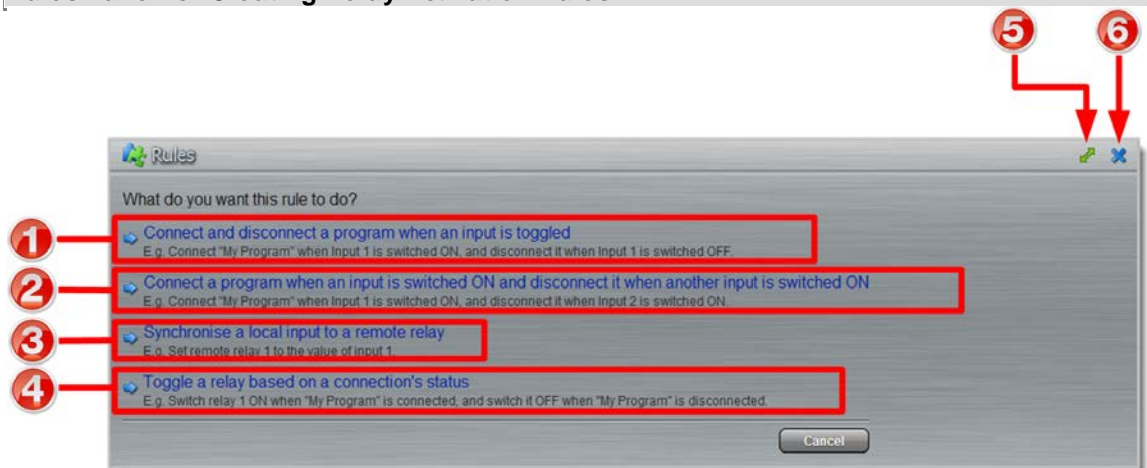 5 6
Rules
What do you want this rule to do?
1 Connect and disconnect a program when an input is toggled
E.g. Connect "My Program" when Input 1 is switched ON, and disconnect it when Input 1 is switched OFF.
2 Connect a program when an input is switched ON and disconnect it when another input is switched ON
E.g. Connect "My Program" when Input 1 is switched ON, and disconnect it when Input 2 is switched ON.
3 Synchronise a local input to a remote relay
E.g. Set remote relay 1 to the value of input 1.
4 Toggle a relay based on a connection's status
E.g. Switch relay 1 ON when "My Program" is connected, and switch it OFF when "My Program" is disconnected.
Cancel